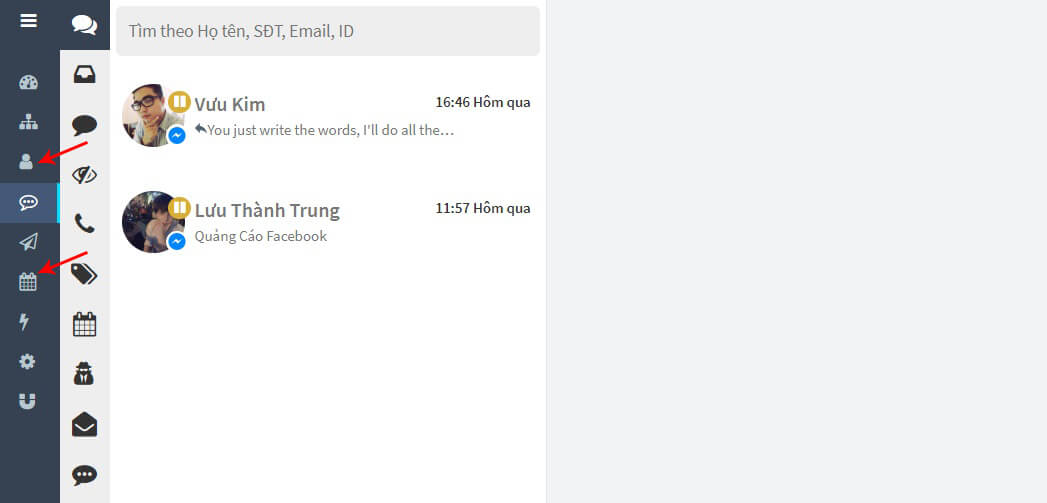 Tìm theo Họ tên, SĐT, Email, ID
Vưu Kim
16:46 Hôm qua
You just write the words, I'll do all the…
Lưu Thành Trung
11:57 Hôm qua
Quảng Cáo Facebook